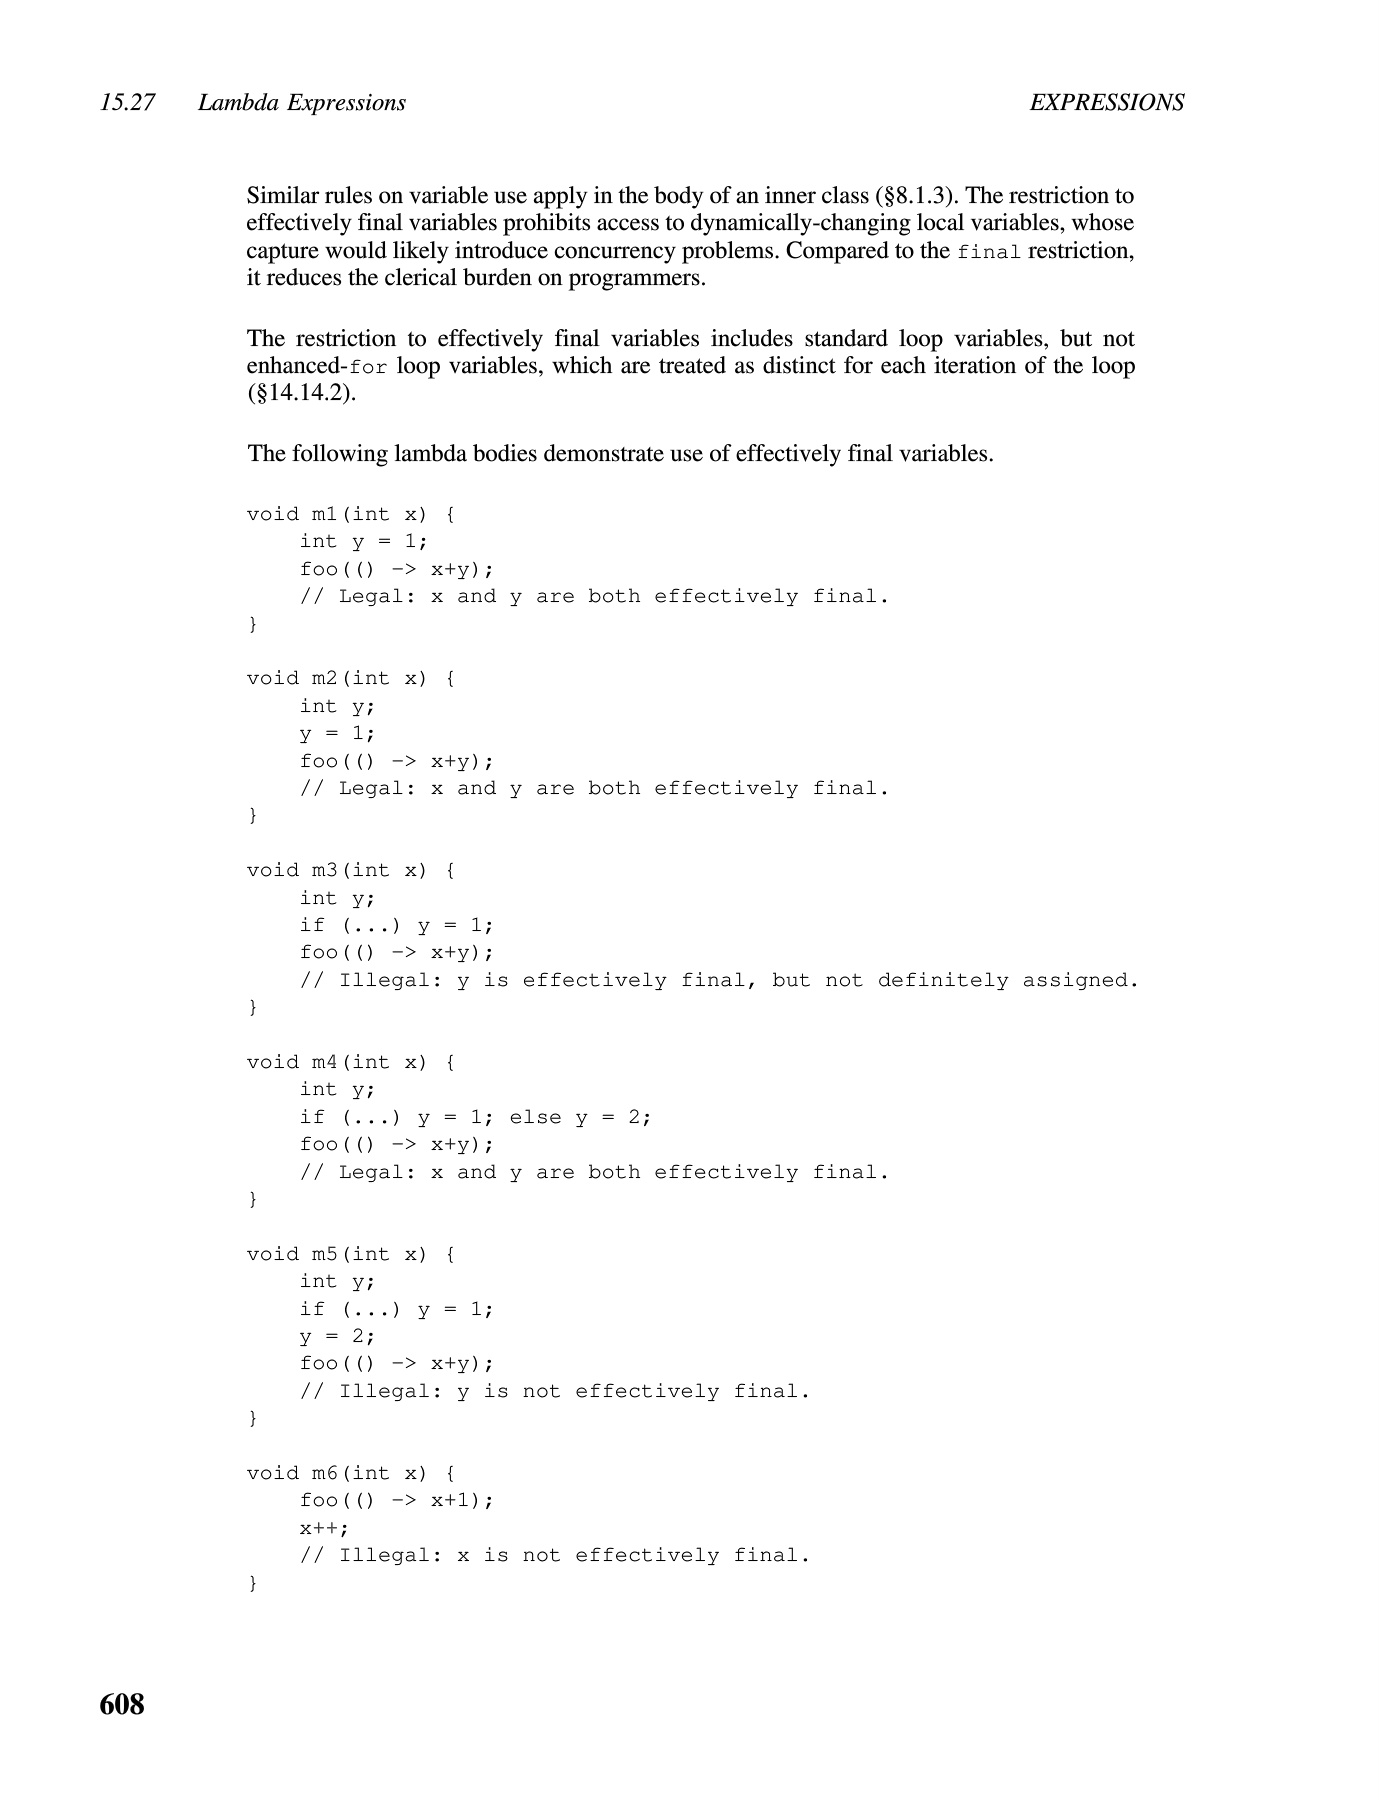 15.27 Lambda Expressions EXPRESSIONS
Similar rules on variable use apply in the body of an inner class (§8.1.3). The restriction to
effectively final variables prohibits access to dynamically-changing local variables, whose
capture would likely introduce concurrency problems. Compared to the final restriction,
it reduces the clerical burden on programmers.
The restriction to effectively final variables includes standard loop variables, but not
enhanced-for loop variables, which are treated as distinct for each iteration of the loop
(§14.14.2).
The following lambda bodies demonstrate use of effectively final variables.
void m1(int x) {
    int y = 1;
    foo(() -> x+y);
    // Legal: x and y are both effectively final.
}
void m2(int x) {
    int y;
    y = 1;
    foo(() -> x+y);
    // Legal: x and y are both effectively final.
}
void m3(int x) {
    int y;
    if (...) y = 1;
    foo(() -> x+y);
    // Illegal: y is effectively final, but not definitely assigned.
}
void m4(int x) {
    int y;
    if (...) y = 1; else y = 2;
    foo(() -> x+y);
    // Legal: x and y are both effectively final.
}
void m5(int x) {
    int y;
    if (...) y = 1;
    y = 2;
    foo(() -> x+y);
    // Illegal: y is not effectively final.
}
void m6(int x) {
    foo(() -> x+1);
    x++;
    // Illegal: x is not effectively final.
}
608